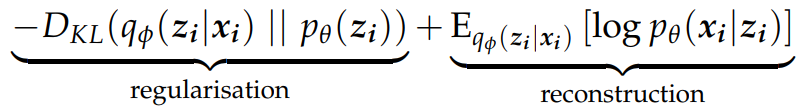 −D_{KL}(q_ϕ(z_i|x_i) || p_θ(z_i)) + E_{q_ϕ(z_i|x_i)} [log p_θ(x_i|z_i)]
regularisation reconstruction